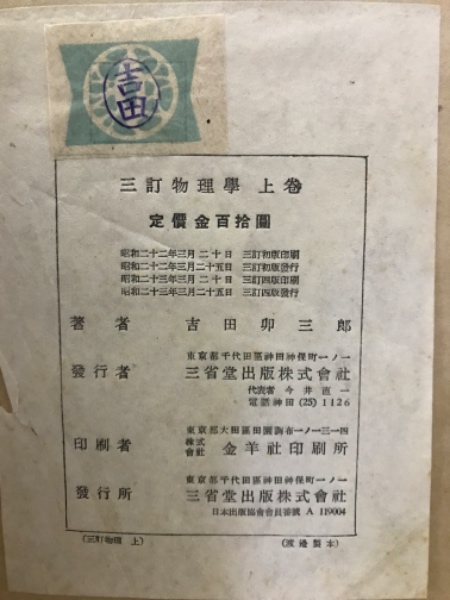 吉田
三訂物理學 上卷
定價金百拾圓
昭和二十二年三月二十日 三訂初版印刷
昭和二十二年三月二十五日 三訂初版發行
昭和二十三年三月二十日 三訂四版印刷
昭和二十三年三月二十五日 三訂四版發行
著者 吉田卯三郎
東京都千代田區神田神保町一ノ一
發行者 三省堂出版株式會社
代表者 今井直一
電話神田(25)1126
東京都大田區田園調布一ノ一三一四
印刷者 株式會社 金羊社印刷所
東京都千代田區神田神保町一ノ一
發行所 三省堂出版株式會社
日本出版協會會員番號 A 119004
(三訂物理 上) (渡邊製本)